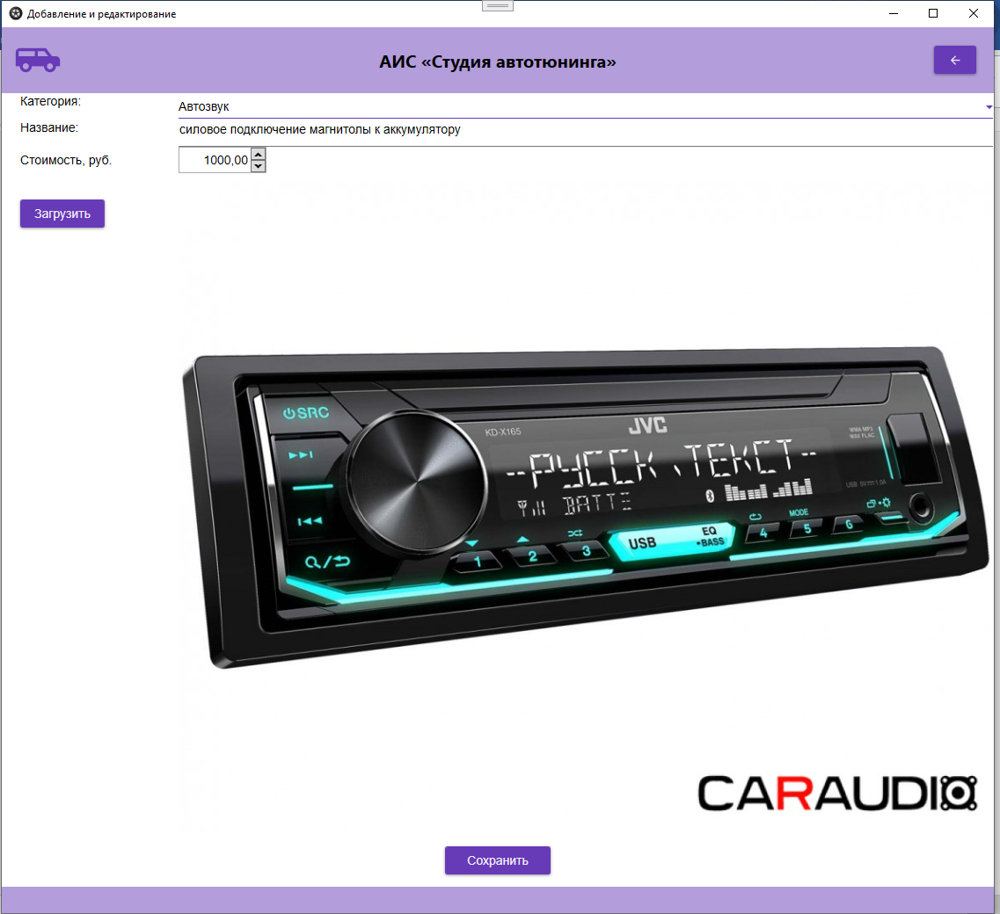 Добавление и редактирование
АИС «Студия автотюнинга»
Категория:
Автозвук
Название:
силовое подключение магнитолы к аккумулятору
Стоимость, руб.
1000,00
Загрузить
SRC
KD-X165
JVC
WMA MP3
WAV FLAC
РУССК ТЕКСТ
USB 5V 1.0A
BATTE
MODE
USB
EQ
•BASS
1
2
3
4
5
6
CARAUDIO
Сохранить